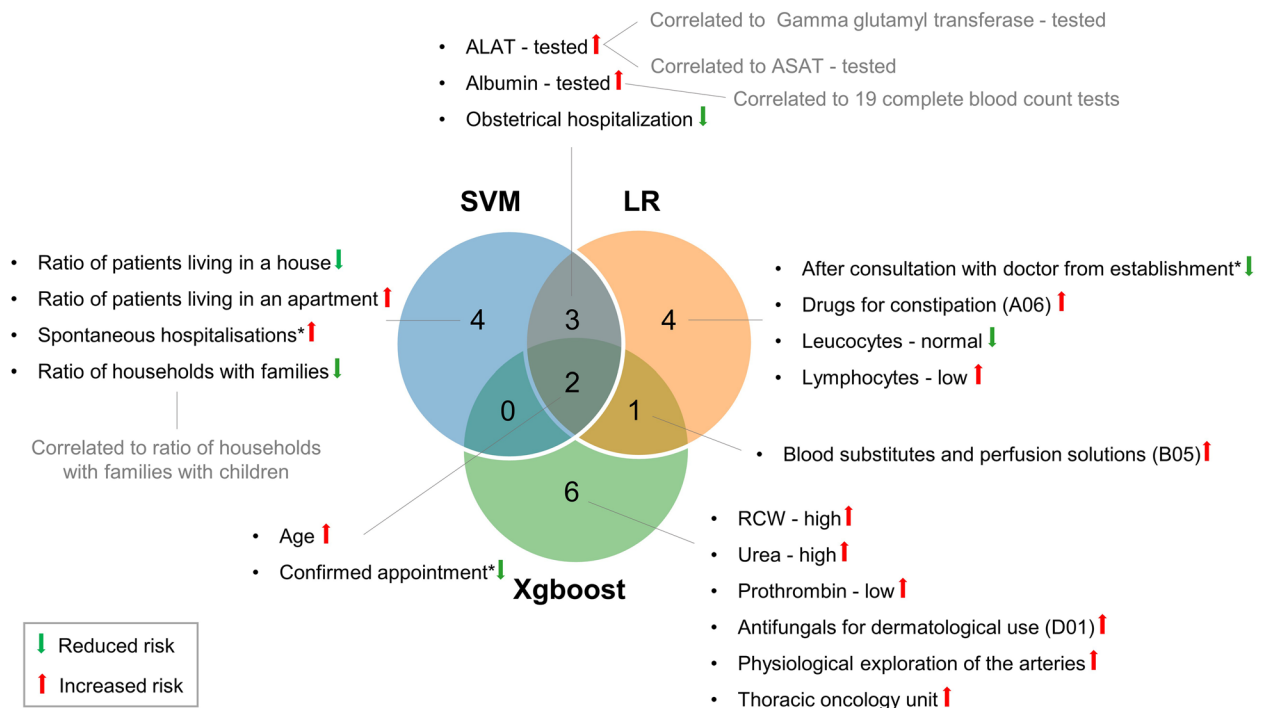 Correlated to Gamma glutamyl transferase - tested
• ALAT - tested
Correlated to ASAT - tested
• Albumin - tested
Correlated to 19 complete blood count tests
• Obstetrical hospitalization
SVM
LR
• Ratio of patients living in a house
• Ratio of patients living in an apartment
• Spontaneous hospitalisations*
• Ratio of households with families
Correlated to ratio of households
with families with children
4
3
4
2
0
1
6
• After consultation with doctor from establishment*
• Drugs for constipation (A06)
• Leucocytes - normal
• Lymphocytes - low
• Blood substitutes and perfusion solutions (B05)
• Age
• Confirmed appointment*
Xgboost
• RCW - high
• Urea - high
• Prothrombin - low
• Antifungals for dermatological use (D01)
• Physiological exploration of the arteries
• Thoracic oncology unit
Reduced risk
Increased risk